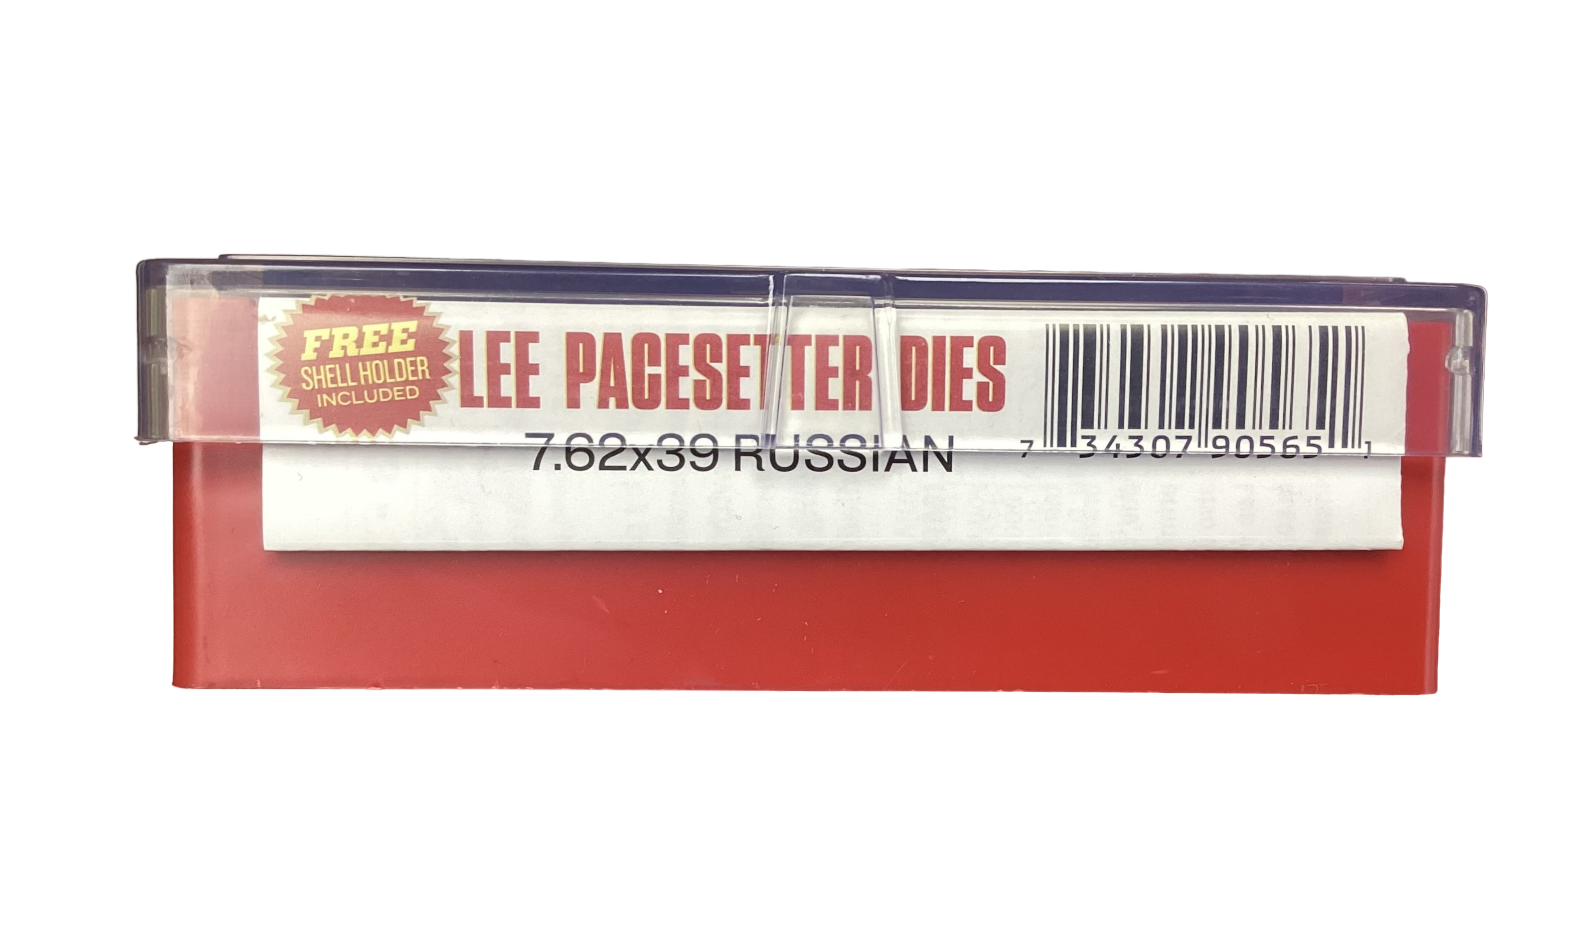 FREE
SHELL HOLDER
INCLUDED
LEE PACESETTER DIES
7.62x39 RUSSIAN
7 34307 90565 1